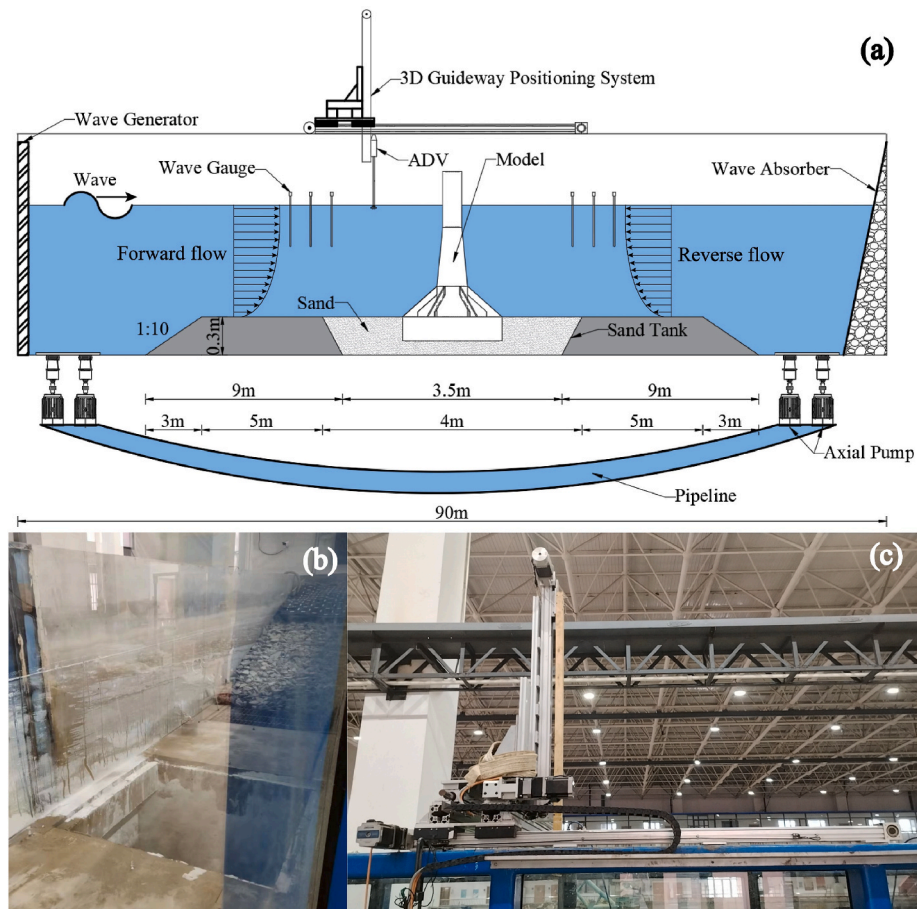 (a)
3D Guideway Positioning System
Wave Generator
ADV
Model
Wave Gauge
Wave Absorber
Wave
Forward flow
Reverse flow
Sand
1:10
0.3m
Sand Tank
9m
3.5m
9m
3m
5m
4m
5m
3m
Axial Pump
Pipeline
90m
(b)
(c)